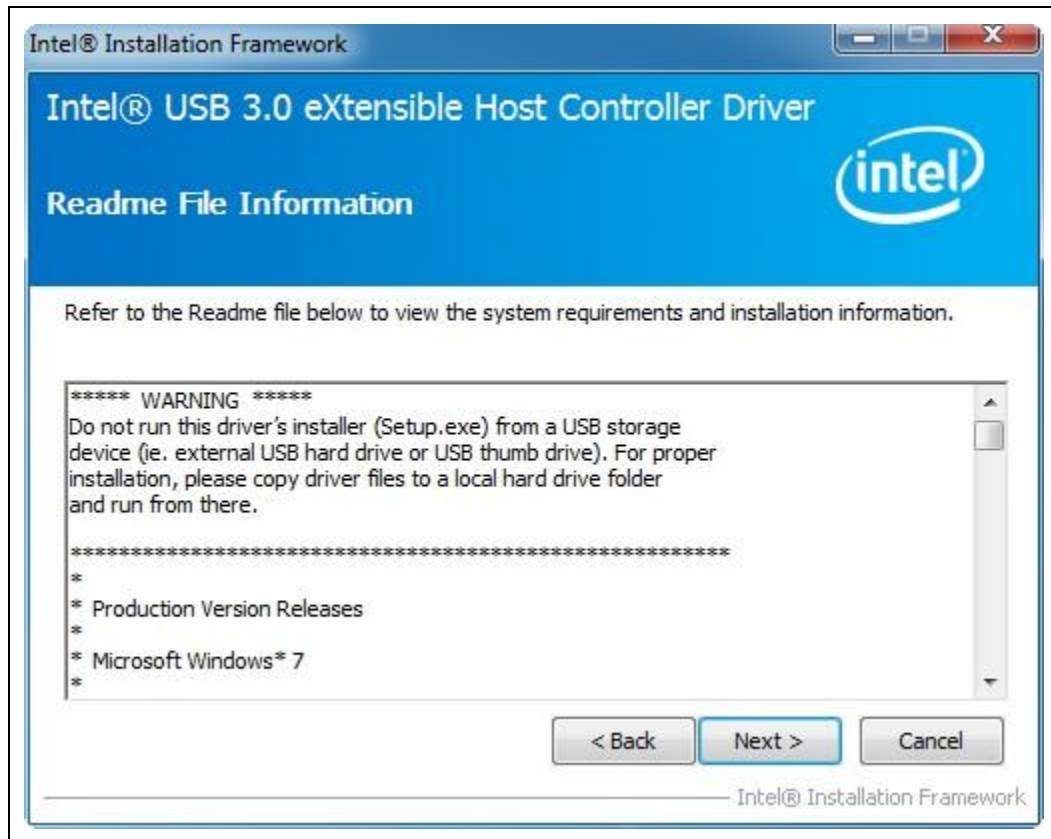 Intel® Installation Framework
Intel® USB 3.0 eXtensible Host Controller Driver
intel
Readme File Information
Refer to the Readme file below to view the system requirements and installation information.
***** WARNING *****
Do not run this driver's installer (Setup.exe) from a USB storage
device (ie. external USB hard drive or USB thumb drive). For proper
installation, please copy driver files to a local hard drive folder
and run from there.
*******************************************************
*
* Production Version Releases
*
* Microsoft Windows* 7
*
< Back
Next >
Cancel
Intel® Installation Framework